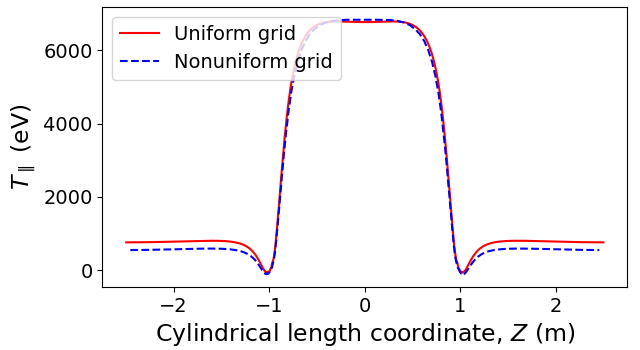 Uniform grid
Nonuniform grid
6000
4000
2000
0
T∥ (eV)
−2
−1
0
1
2
Cylindrical length coordinate, Z (m)